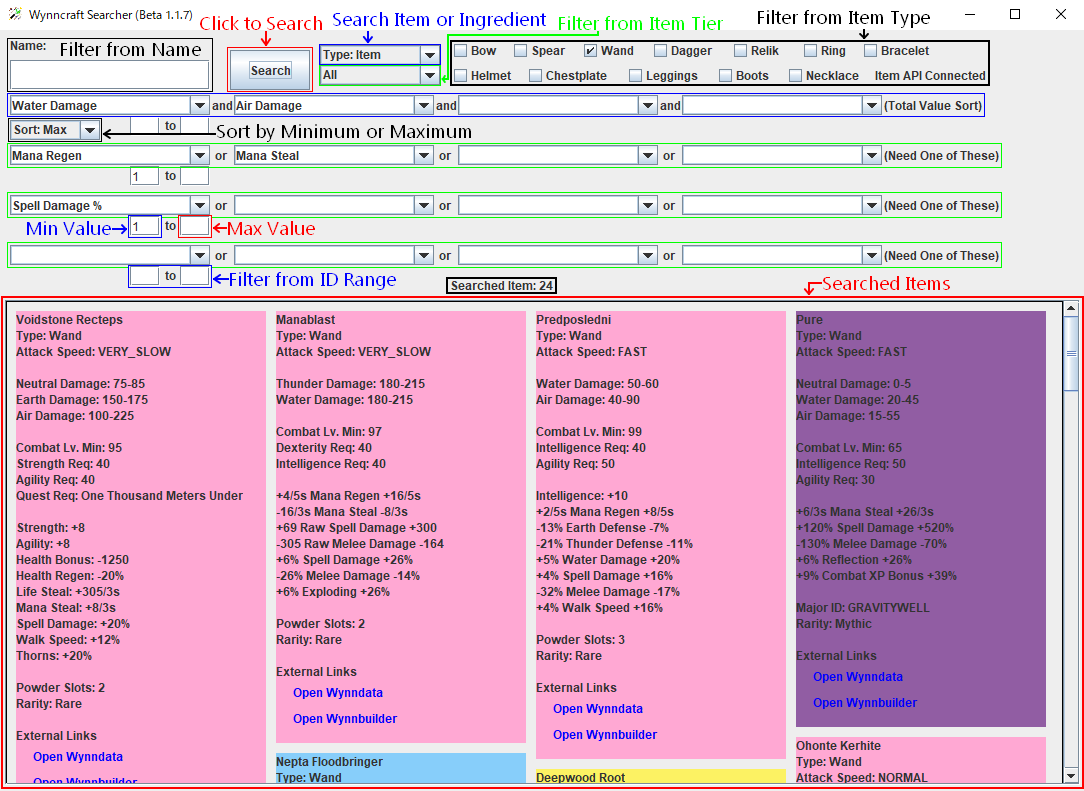 Wynncraft Searcher (Beta 1.1.7)
Click to Search
Search Item or Ingredient
Filter from Item Tier
Filter from Item Type
Name:
Filter from Name
Search
Type: Item
All
Bow
Spear
Wand
Dagger
Relik
Ring
Bracelet
Helmet
Chestplate
Leggings
Boots
Necklace
Item API Connected
Water Damage and Air Damage and and (Total Value Sort)
Sort: Max to
Sort by Minimum or Maximum
Mana Regen or Mana Steal or or (Need One of These)
1 to
Spell Damage % or or or (Need One of These)
Min Value 1 to Max Value
or or or (Need One of These)
to Filter from ID Range
Searched Item: 24
Searched Items
Voidstone Recteps
Type: Wand
Attack Speed: VERY_SLOW
Neutral Damage: 75-85
Earth Damage: 150-175
Air Damage: 100-225
Combat Lv. Min: 95
Strength Req: 40
Agility Req: 40
Quest Req: One Thousand Meters Under
Strength: +8
Agility: +8
Health Bonus: -1250
Health Regen: -20%
Life Steal: +305/3s
Mana Steal: +8/3s
Spell Damage: +20%
Walk Speed: +12%
Thorns: +20%
Powder Slots: 2
Rarity: Rare
External Links
Open Wynndata
Open Wynnbuilder
Manablast
Type: Wand
Attack Speed: VERY_SLOW
Thunder Damage: 180-215
Water Damage: 180-215
Combat Lv. Min: 97
Dexterity Req: 40
Intelligence Req: 40
+4/5s Mana Regen +16/5s
-16/3s Mana Steal -8/3s
+69 Raw Spell Damage +300
-305 Raw Melee Damage -164
+6% Spell Damage +26%
-26% Melee Damage -14%
+6% Exploding +26%
Powder Slots: 2
Rarity: Rare
External Links
Open Wynndata
Open Wynnbuilder
Nepta Floodbringer
Type: Wand
Predposledni
Type: Wand
Attack Speed: FAST
Water Damage: 50-60
Air Damage: 40-90
Combat Lv. Min: 99
Intelligence Req: 40
Agility Req: 50
Intelligence: +10
+2/5s Mana Regen +8/5s
-13% Earth Defense -7%
-21% Thunder Defense -11%
+5% Water Damage +20%
+4% Spell Damage +16%
-32% Melee Damage -17%
+4% Walk Speed +16%
Powder Slots: 3
Rarity: Rare
External Links
Open Wynndata
Open Wynnbuilder
Deepwood Root
Pure
Type: Wand
Attack Speed: FAST
Neutral Damage: 0-5
Water Damage: 20-45
Air Damage: 15-55
Combat Lv. Min: 65
Intelligence Req: 50
Agility Req: 30
+6/3s Mana Steal +26/3s
+120% Spell Damage +520%
-130% Melee Damage -70%
+6% Reflection +26%
+9% Combat XP Bonus +39%
Major ID: GRAVITYWELL
Rarity: Mythic
External Links
Open Wynndata
Open Wynnbuilder
Ohonte Kerhite
Type: Wand
Attack Speed: NORMAL